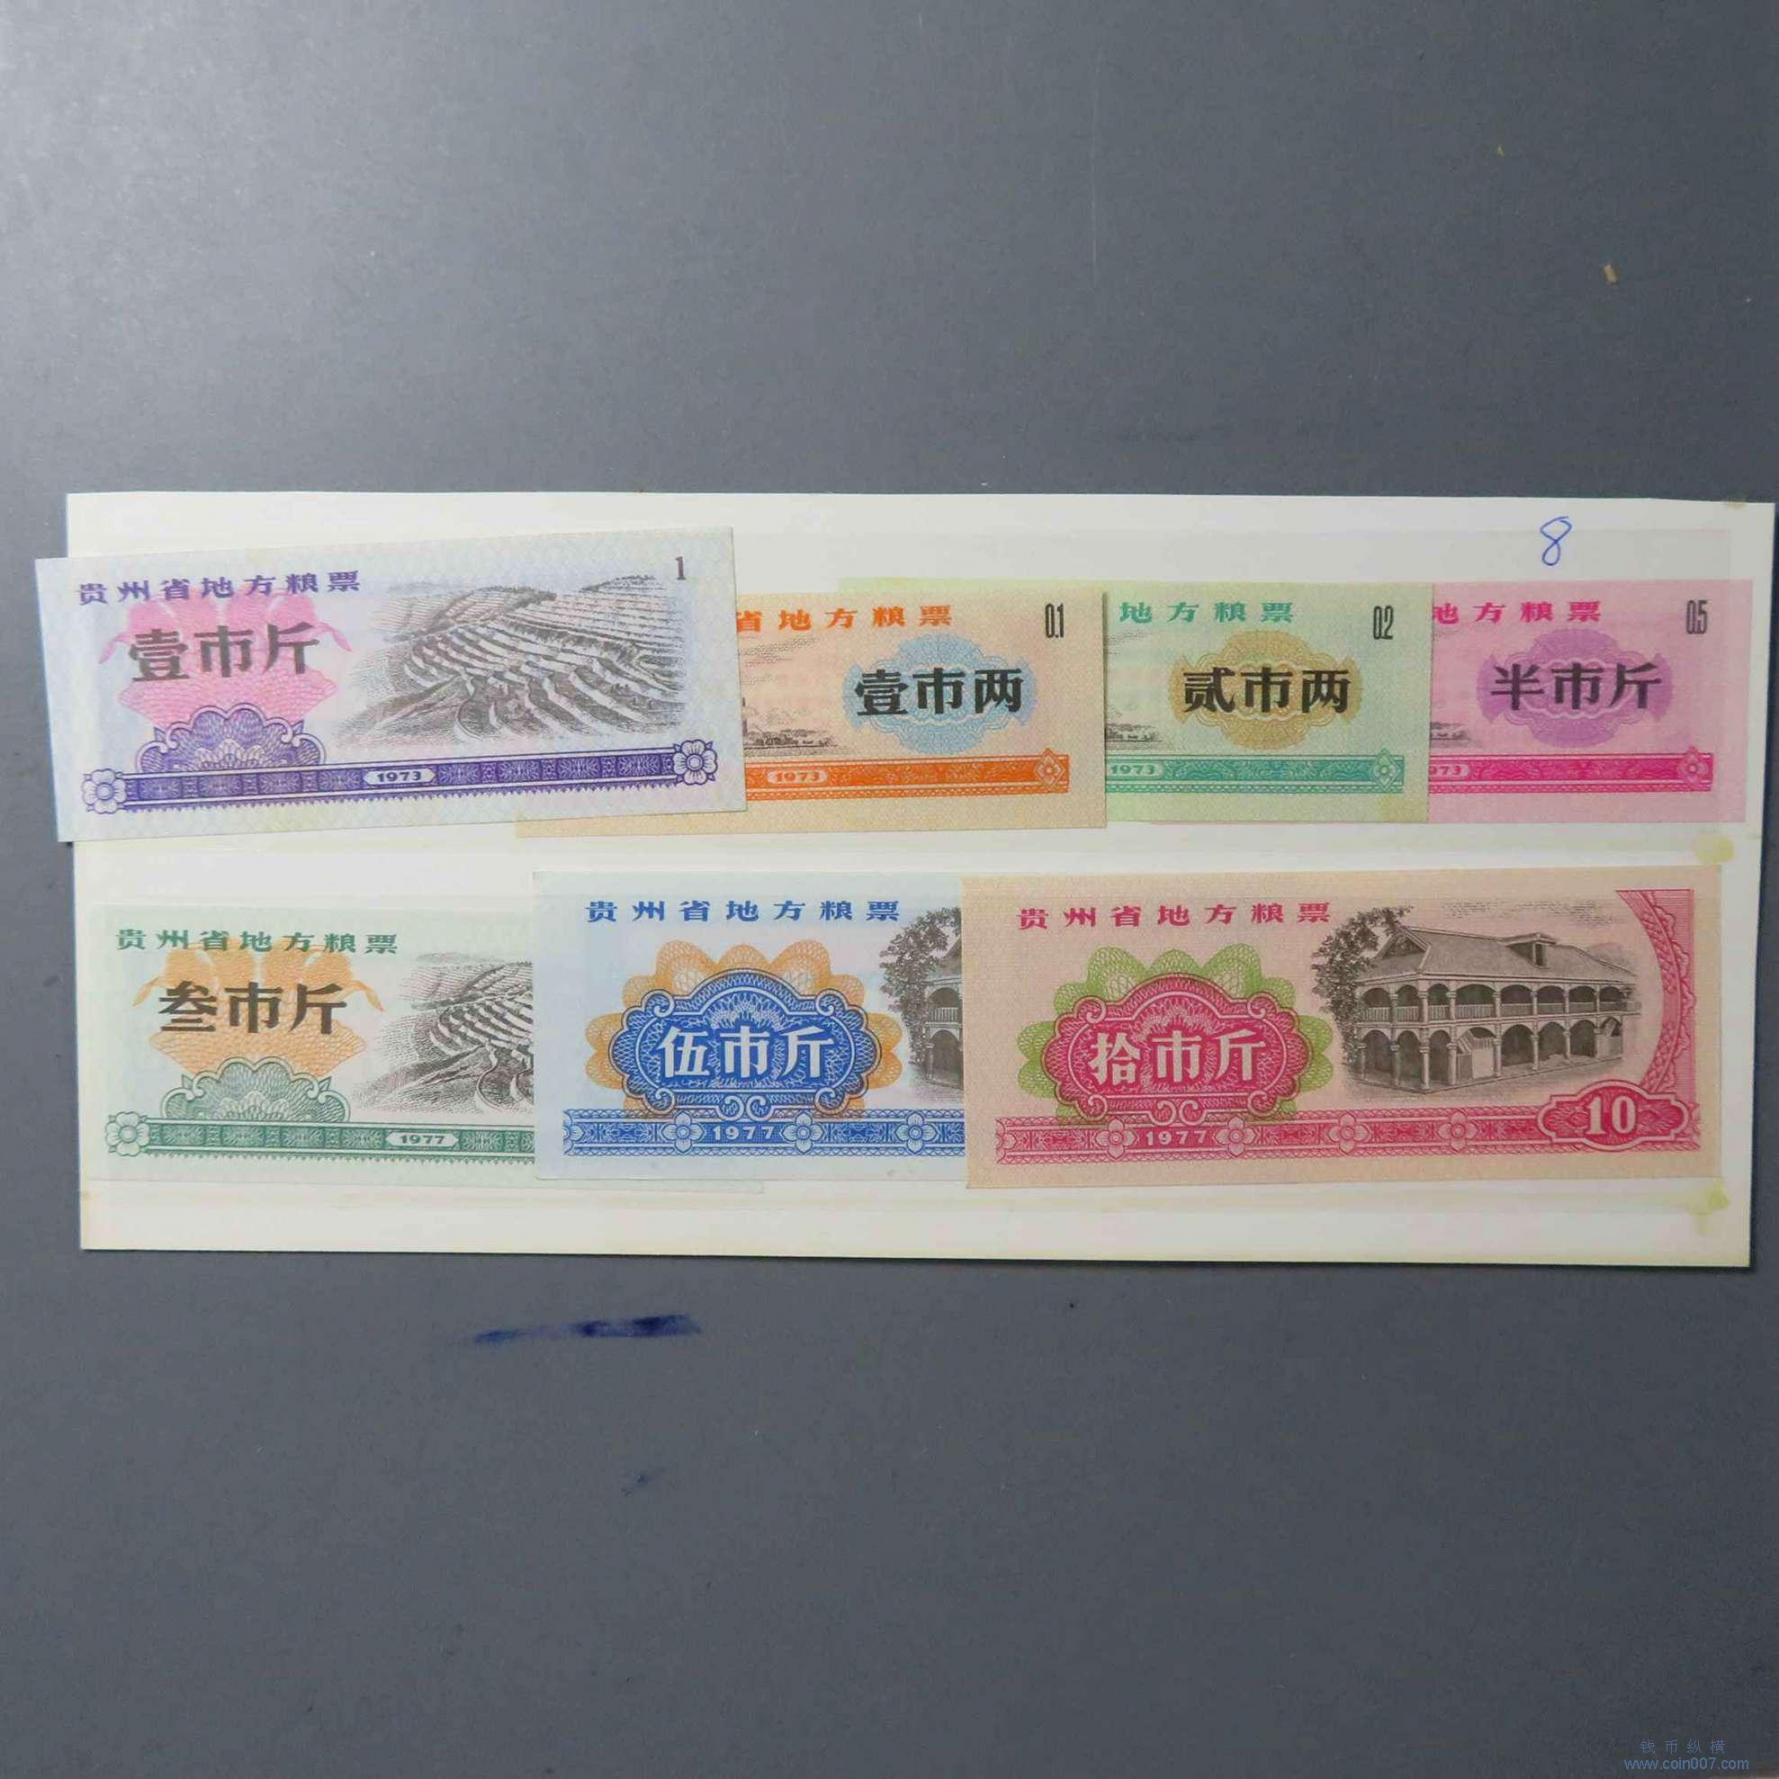 8
贵州省地方粮票
1
壹市斤
1973
省地方粮票
0.1
壹市两
1973
地方粮票
0.2
贰市两
1973
地方粮票
0.5
半市斤
973
贵州省地方粮票
叁市斤
1977
贵州省地方粮票
伍市斤
1977
贵州省地方粮票
拾市斤
1977
10
钱币纵横
www.coin007.com